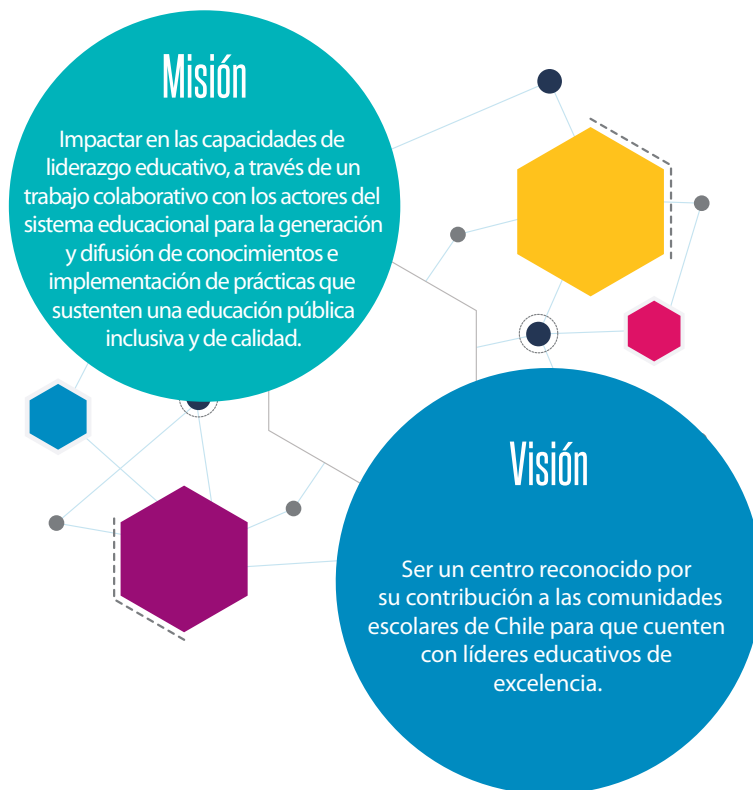 Misión
Impactar en las capacidades de
liderazgo educativo, a través de un
trabajo colaborativo con los actores del
sistema educacional para la generación
y difusión de conocimientos e
implementación de prácticas que
sustenten una educación pública
inclusiva y de calidad.
Visión
Ser un centro reconocido por
su contribución a las comunidades
escolares de Chile para que cuenten
con líderes educativos de
excelencia.